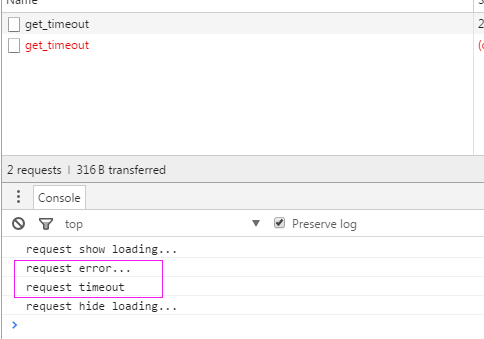 Name
get_timeout
2
get_timeout
(c
2 requests | 316 B transferred
Console
top
Preserve log
request show loading...
request error...
request timeout
request hide loading...